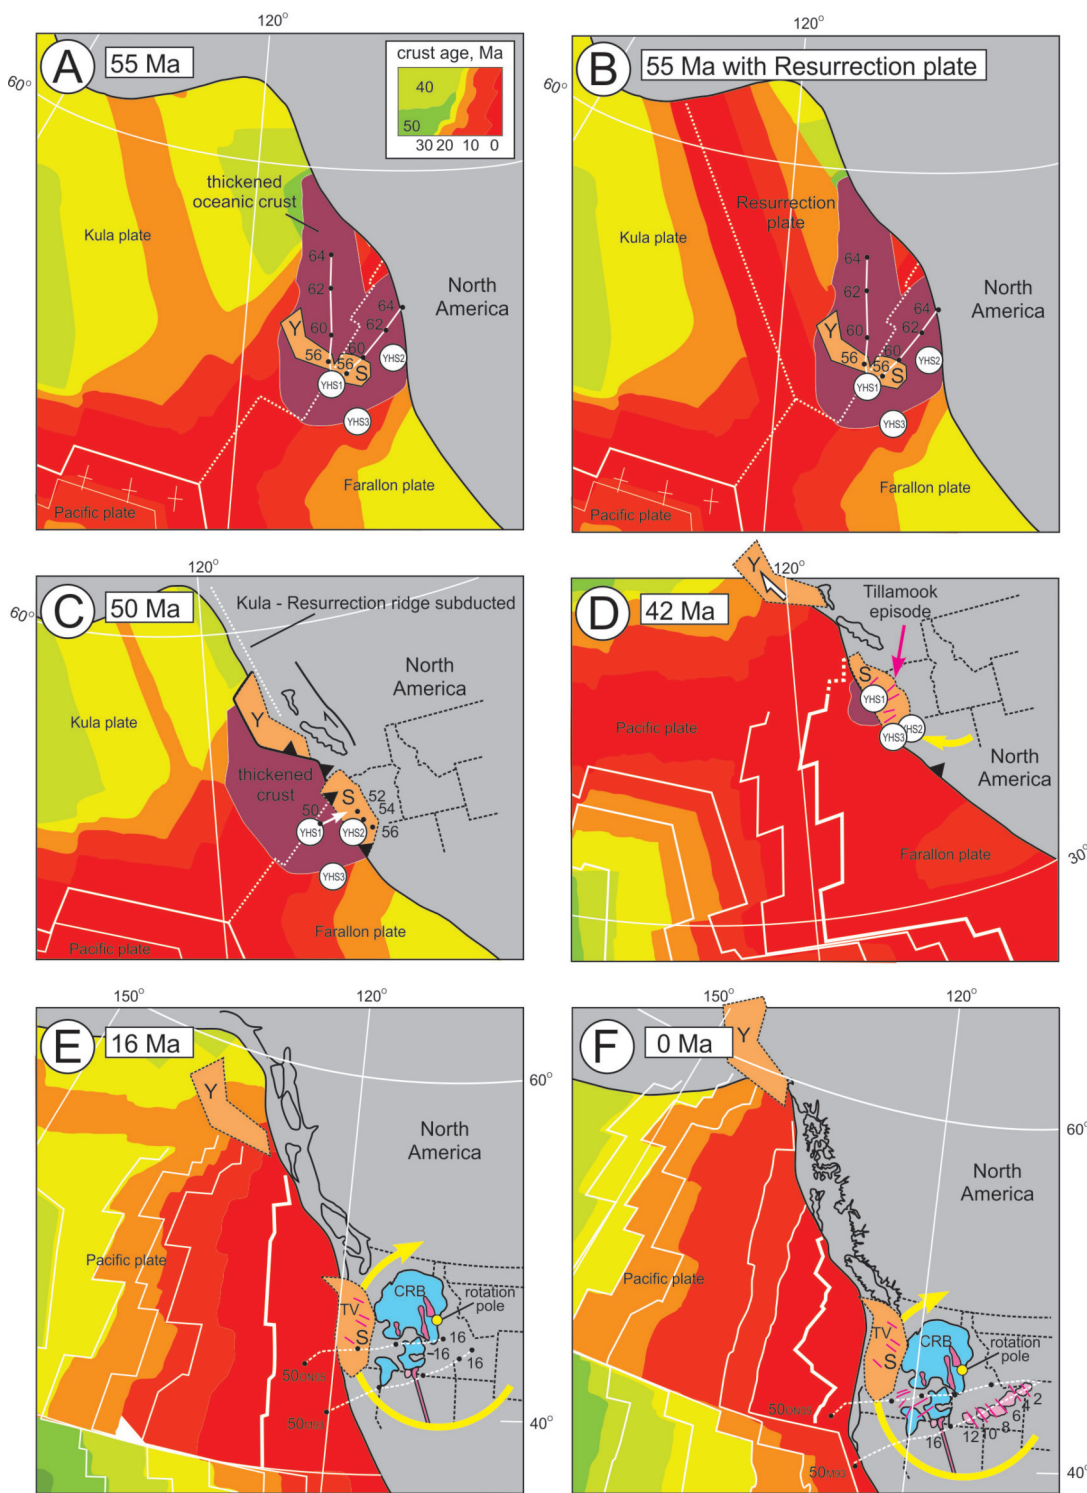 120°
A
55 Ma
crust age, Ma
40
50
30 20 10 0
60°
thickened
oceanic crust
Kula plate
North
America
64
62
60
56
64
62
60
56
Y
S
YHS1
YHS2
YHS3
Farallon plate
Pacific plate
120°
B
55 Ma with Resurrection plate
60°
Resurrection
plate
Kula plate
North
America
64
62
60
56
64
62
60
56
Y
S
YHS1
YHS2
YHS3
Farallon plate
Pacific plate
120°
C
50 Ma
60°
Kula - Resurrection ridge subducted
North
America
Kula plate
Y
thickened
crust
S
50
52
54
56
YHS1
YHS2
YHS3
Pacific plate
Farallon plate
120°
D
42 Ma
Y
Tillamook
episode
S
YHS1
YHS2
YHS3
Pacific plate
North
America
Farallon plate
30°
150°
120°
E
16 Ma
Y
60°
North
America
Pacific plate
CRB
rotation
pole
TV
S
16
16
50
50M93
40°
150°
120°
F
0 Ma
Y
60°
North
America
Pacific plate
TV
S
CRB
rotation
pole
2
4
6
8
10
12
16
50
50M93
40°